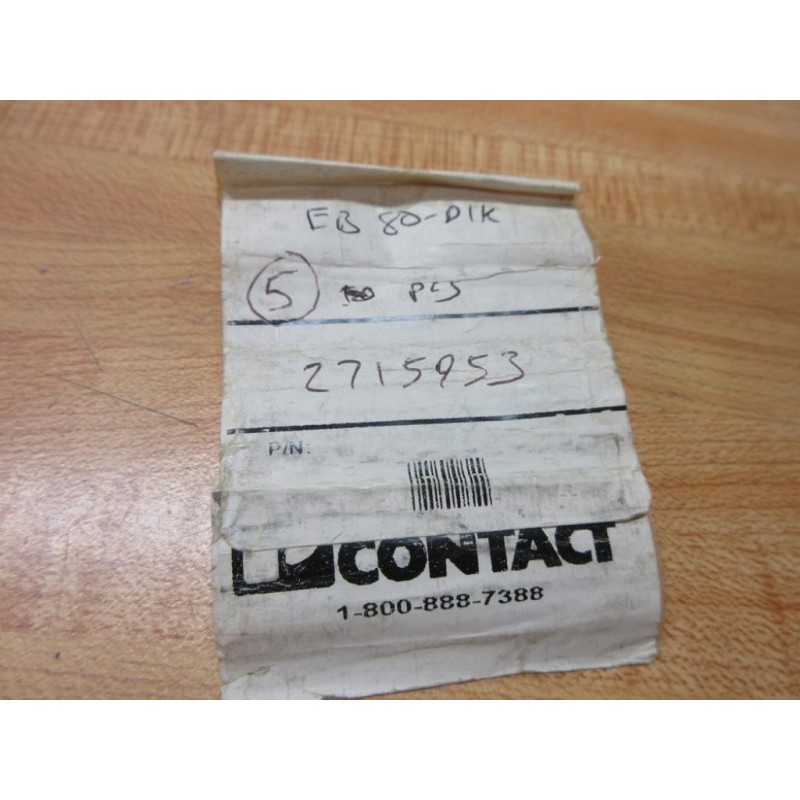 EB 80-DIK
5 PCS
2715953
P/N:
CONTACT
1-800-888-7388